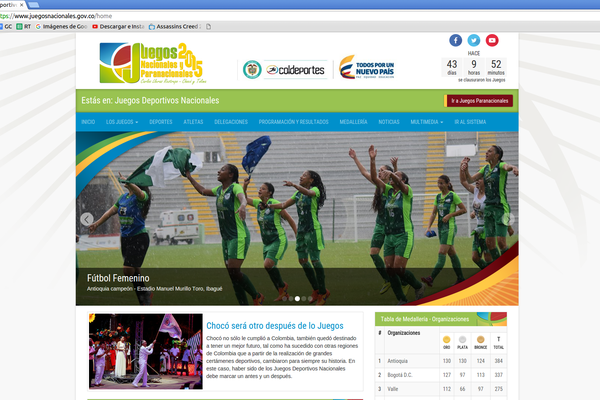 https://www.juegosnacionales.gov.co/home
GC
RT
Imágenes de Goo
Descargar e Insta
Assassins Creed
Juegos
Nacionales y
Paranacionales
2015
coldeportes
TODOS POR UN
NUEVO PAÍS
HACE
43 9 52
días horas minutos
se clausuraron los Juegos
Estás en: Juegos Deportivos Nacionales
Ir a Juegos Paranacionales
INICIO LOS JUEGOS DEPORTES ATLETAS DELEGACIONES PROGRAMACIÓN Y RESULTADOS MEDALLERÍA NOTICIAS MULTIMEDIA IR AL SISTEMA
Fútbol Femenino
Antioquia campeón - Estadio Manuel Murillo Toro, Ibagué
Chocó será otro después de lo Juegos
Chocó no sólo le cumplió a Colombia, también quedó destinado
a tener un mejor futuro, tal como ha sucedido con otras regiones
de Colombia que a partir de la realización de grandes
certámenes deportivos, cambiaron para siempre su historia. En
este caso, haber sido de los Juegos Deportivos Nacionales
debe marcar un antes y un después.
Tabla de Medallería - Organizaciones
# Organizaciones ORO PLATA BRONCE T TOTAL
1 Antioquia 130 130 124 384
2 Bogotá D.C. 97 113 127 337
3 Valle 112 66 97 275